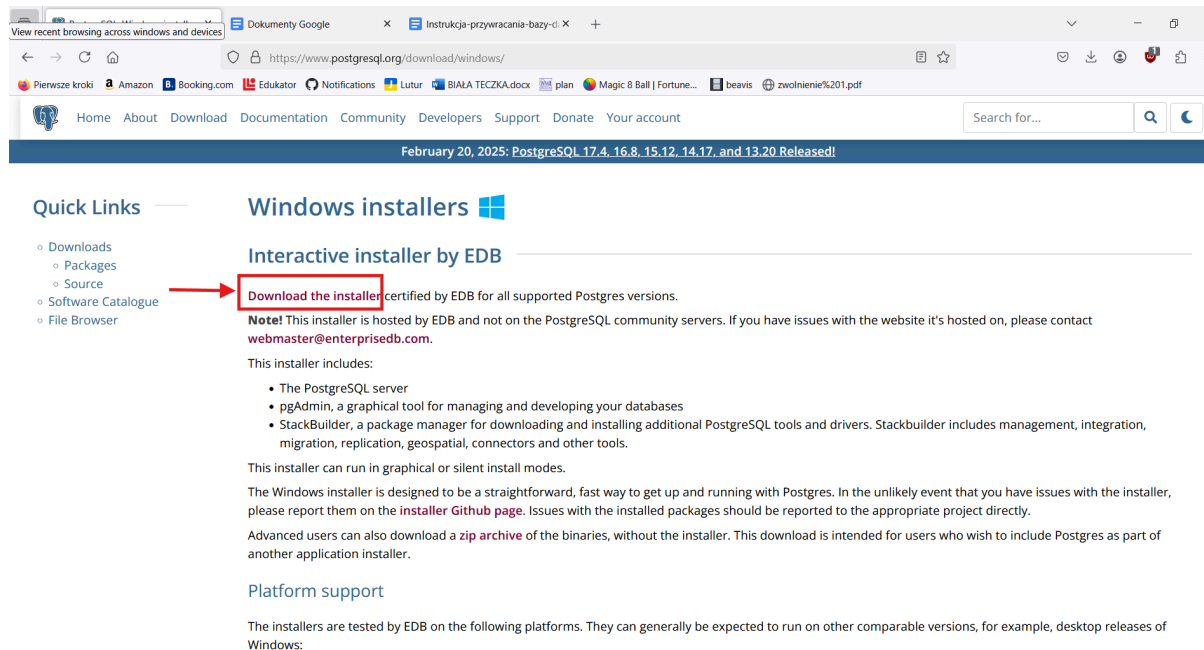 View recent browsing across windows and devices
Dokumenty Google
Instrukcja-przywracania-bazy-d
https://www.postgresql.org/download/windows/
Pierwsze kroki Amazon Booking.com Edukator Notifications Lutur BIAŁA TECZKA.docx plan Magic 8 Ball | Fortune... beavis zwolnienie%201.pdf
Home About Download Documentation Community Developers Support Donate Your account
Search for...
February 20, 2025: PostgreSQL 17.4, 16.8, 15.12, 14.17, and 13.20 Released!
Quick Links
Downloads
Packages
Source
Software Catalogue
File Browser
Windows installers
Interactive installer by EDB
Download the installer certified by EDB for all supported Postgres versions.
Note! This installer is hosted by EDB and not on the PostgreSQL community servers. If you have issues with the website it's hosted on, please contact
webmaster@enterprisedb.com.
This installer includes:
The PostgreSQL server
pgAdmin, a graphical tool for managing and developing your databases
StackBuilder, a package manager for downloading and installing additional PostgreSQL tools and drivers. Stackbuilder includes management, integration,
migration, replication, geospatial, connectors and other tools.
This installer can run in graphical or silent install modes.
The Windows installer is designed to be a straightforward, fast way to get up and running with Postgres. In the unlikely event that you have issues with the installer,
please report them on the installer Github page. Issues with the installed packages should be reported to the appropriate project directly.
Advanced users can also download a zip archive of the binaries, without the installer. This download is intended for users who wish to include Postgres as part of
another application installer.
Platform support
The installers are tested by EDB on the following platforms. They can generally be expected to run on other comparable versions, for example, desktop releases of
Windows: